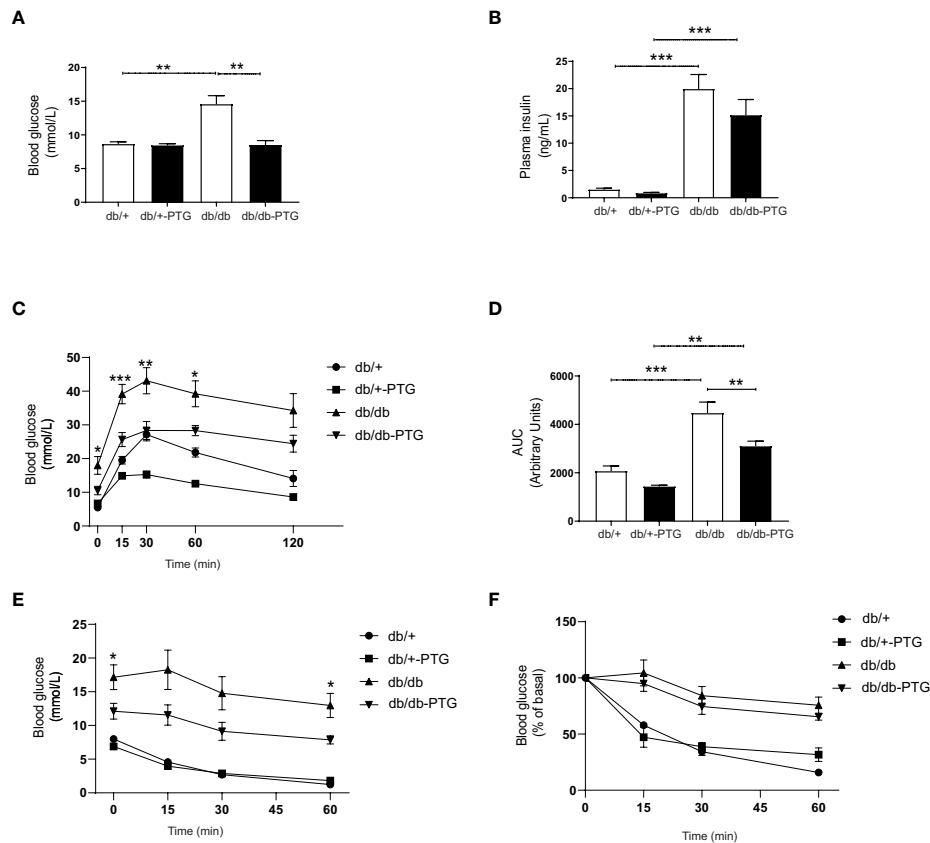 A
Blood glucose
(mmol/L)
20
15
10
5
0
**
**
db/+
db/+-PTG
db/db
db/db-PTG
B
Plasma insulin
(ng/mL)
25
20
15
10
5
0
***
***
db/+
db/+-PTG
db/db
db/db-PTG
C
Blood glucose
(mmol/L)
50
40
30
20
10
0
*
***
**
*
0
15
30
60
120
Time (min)
db/+
db/+-PTG
db/db
db/db-PTG
D
AUC
(Arbitrary Units)
6000
4000
2000
0
**
***
**
db/+
db/+-PTG
db/db
db/db-PTG
E
Blood glucose
(mmol/L)
25
20
15
10
5
0
*
*
0
15
30
45
60
Time (min)
db/+
db/+-PTG
db/db
db/db-PTG
F
Blood glucose
(% of basal)
150
100
50
0
0
15
30
45
60
Time (min)
db/+
db/+-PTG
db/db
db/db-PTG